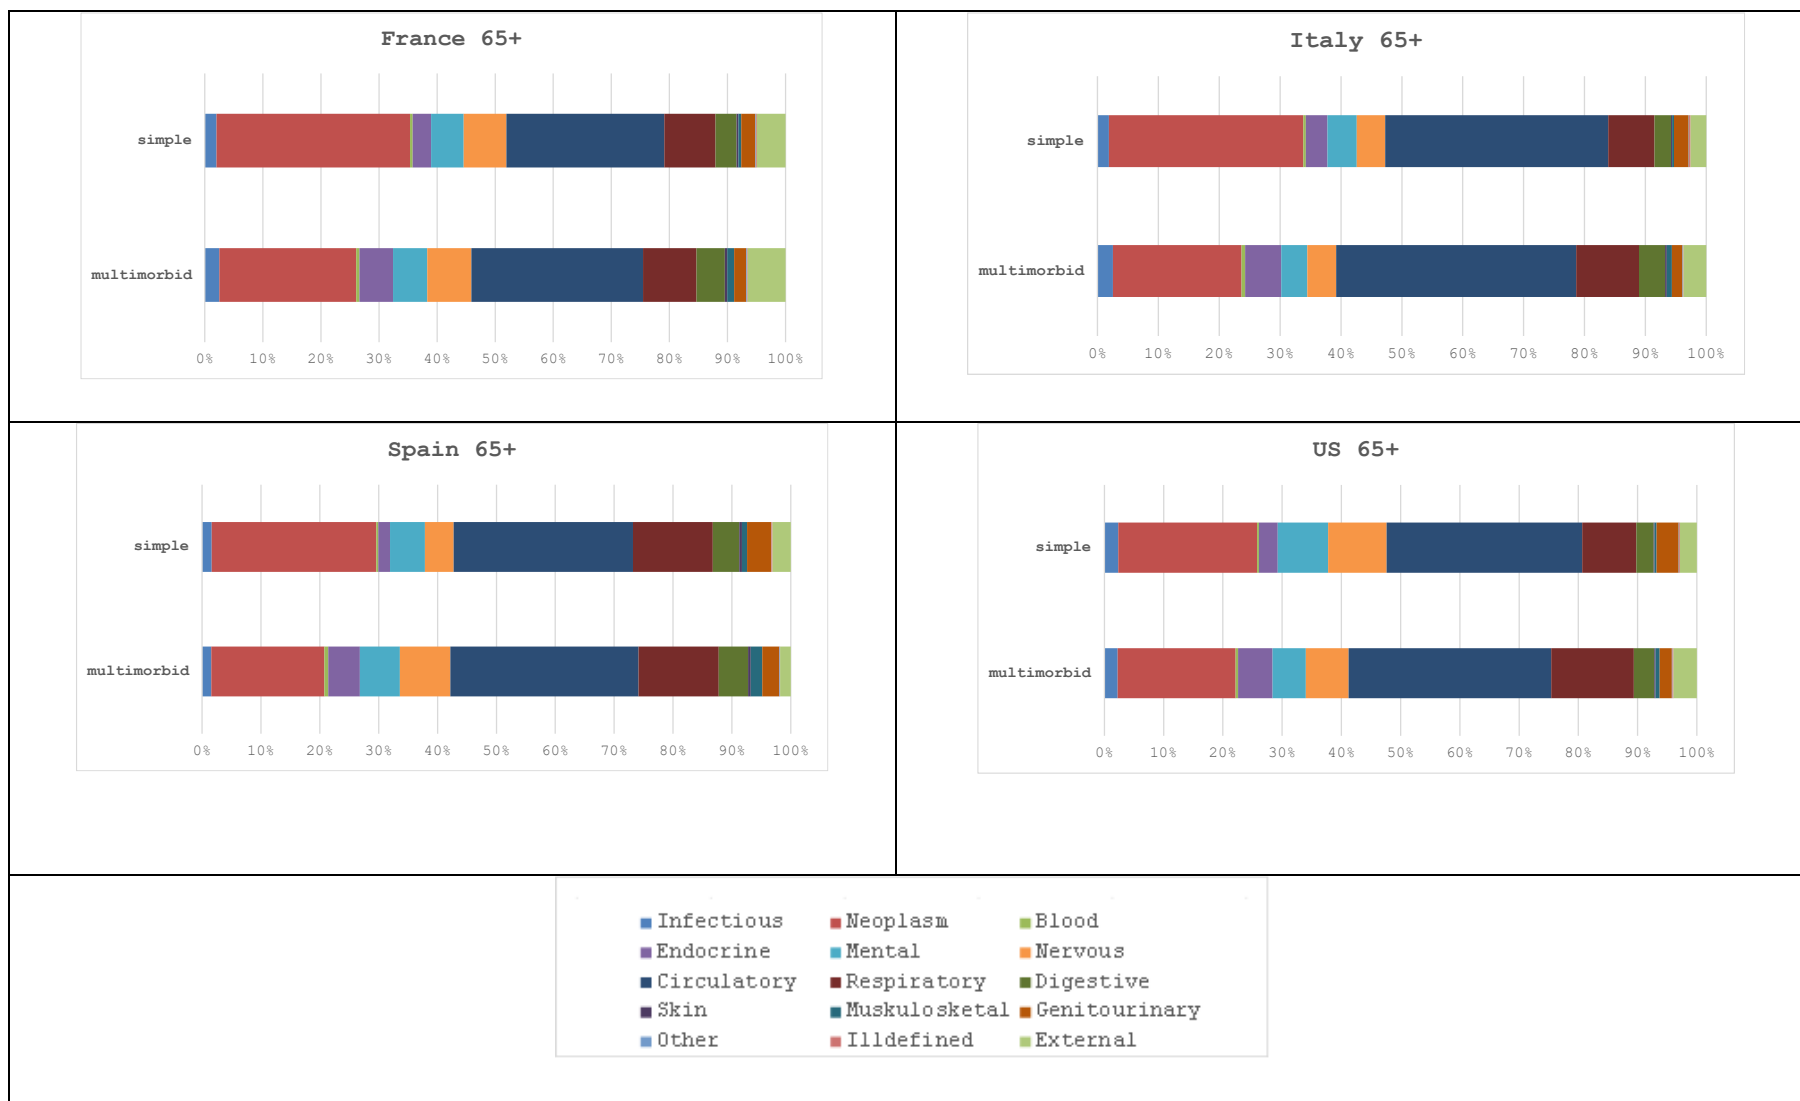 France 65+
simple
multimorbid
0% 10% 20% 30% 40% 50% 60% 70% 80% 90% 100%
Italy 65+
simple
multimorbid
0% 10% 20% 30% 40% 50% 60% 70% 80% 90% 100%
Spain 65+
simple
multimorbid
0% 10% 20% 30% 40% 50% 60% 70% 80% 90% 100%
US 65+
simple
multimorbid
0% 10% 20% 30% 40% 50% 60% 70% 80% 90% 100%
Infectious Neoplasm Blood
Endocrine Mental Nervous
Circulatory Respiratory Digestive
Skin Muskulosketal Genitourinary
Other Illdefined External